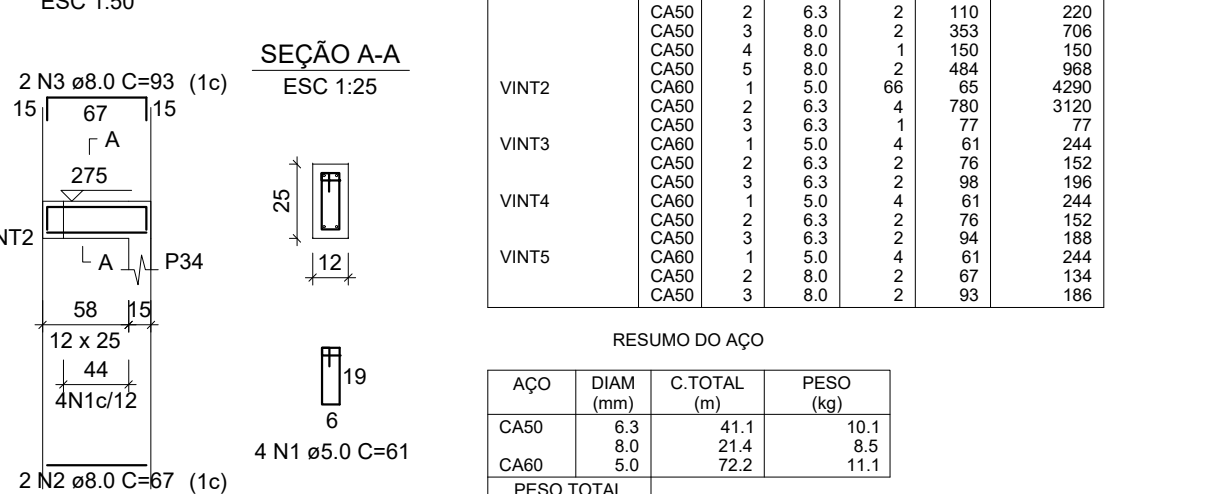 ESC 1:50
2 N3 ø8.0 C=93 (1c)
15
67
15
A
275
A
P34
58
15
12 x 25
44
4N1c/12
2 N2 ø8.0 C=67 (1c)
SEÇÃO A-A
ESC 1:25
25
12
19
6
4 N1 ø5.0 C=61
CA50 2 6.3 2 110 220
CA50 3 8.0 2 353 706
CA50 4 8.0 1 150 150
CA50 5 8.0 2 484 968
VINT2 CA60 1 5.0 66 65 4290
CA50 2 6.3 4 780 3120
CA50 3 6.3 1 77 77
VINT3 CA60 1 5.0 4 61 244
CA50 2 6.3 2 76 152
CA50 3 6.3 2 98 196
VINT4 CA60 1 5.0 4 61 244
CA50 2 6.3 2 76 152
CA50 3 6.3 2 94 188
VINT5 CA60 1 5.0 4 61 244
CA50 2 8.0 2 67 134
CA50 3 8.0 2 93 186
RESUMO DO AÇO
AÇO DIAM C.TOTAL PESO
(mm) (m) (kg)
CA50 6.3 41.1 10.1
8.0 21.4 8.5
CA60 5.0 72.2 11.1
PESO TOTAL